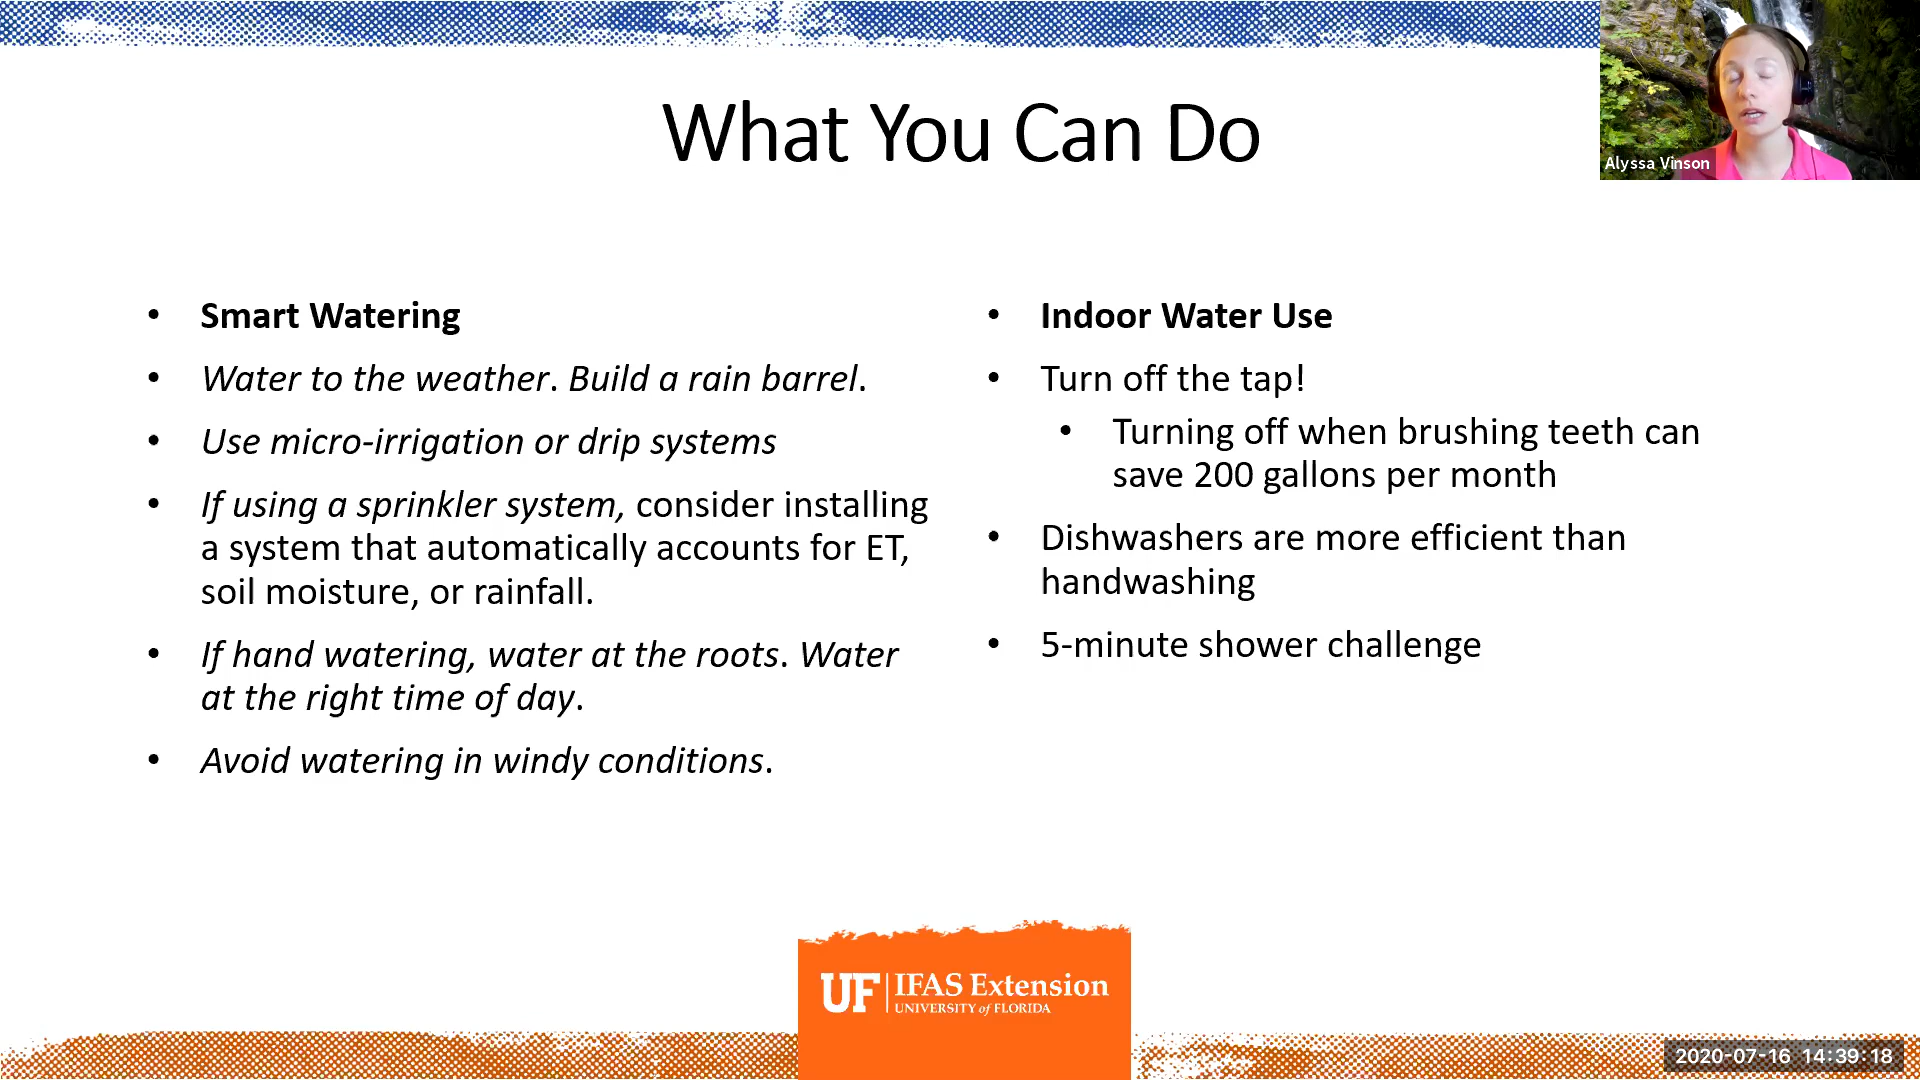 What You Can Do
Alyssa Vinson
• Smart Watering
• Water to the weather. Build a rain barrel.
• Use micro-irrigation or drip systems
• If using a sprinkler system, consider installing
a system that automatically accounts for ET,
soil moisture, or rainfall.
• If hand watering, water at the roots. Water
at the right time of day.
• Avoid watering in windy conditions.
• Indoor Water Use
• Turn off the tap!
• Turning off when brushing teeth can
save 200 gallons per month
• Dishwashers are more efficient than
handwashing
• 5-minute shower challenge
UF IFAS Extension
UNIVERSITY of FLORIDA
2020-07-16 14:39:18